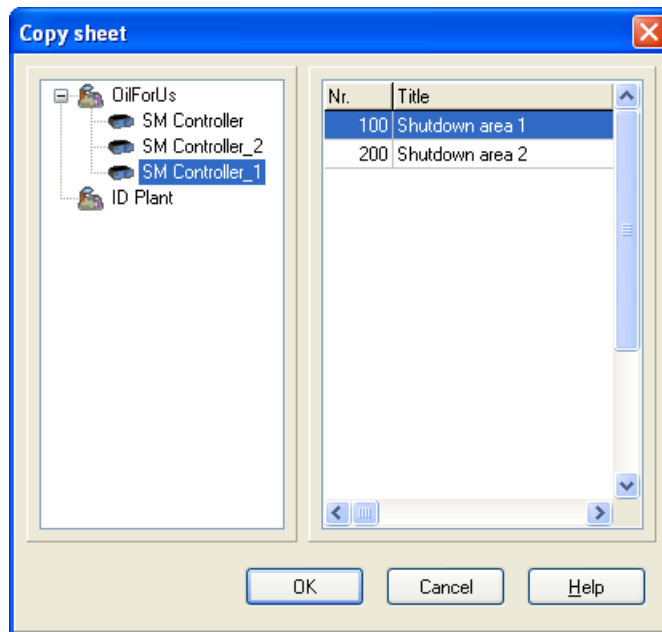 Copy sheet
OilForUs
SM Controller
SM Controller_2
SM Controller_1
ID Plant
Nr. Title
100 Shutdown area 1
200 Shutdown area 2
OK Cancel Help